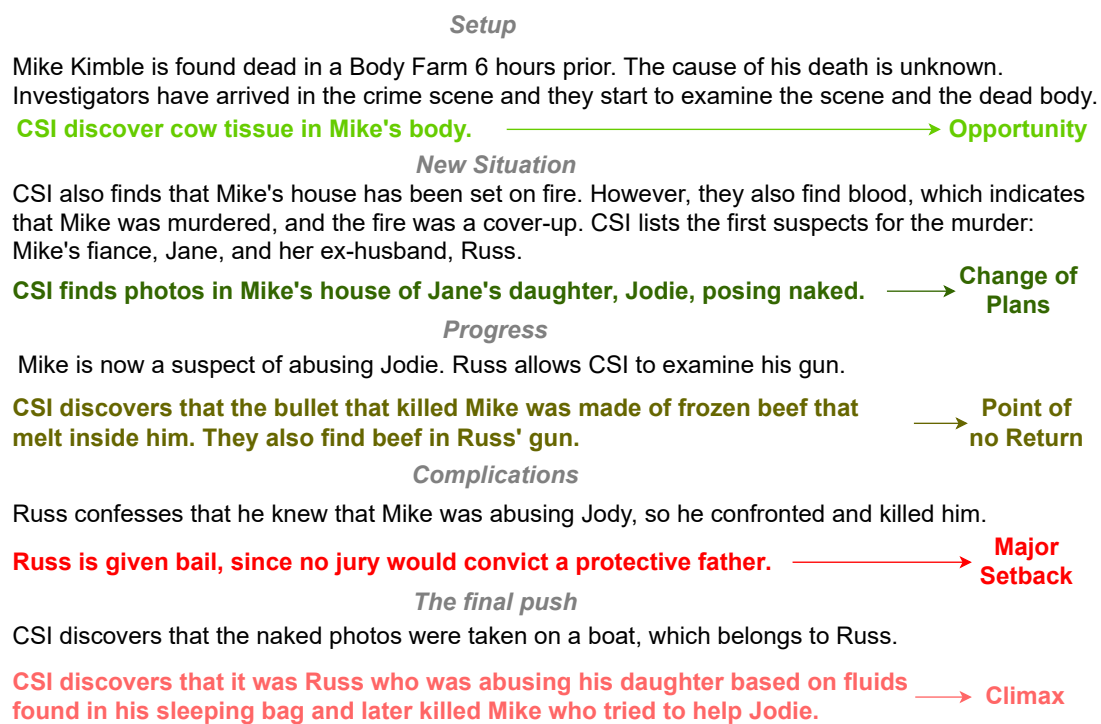 Setup
Mike Kimble is found dead in a Body Farm 6 hours prior. The cause of his death is unknown.
Investigators have arrived in the crime scene and they start to examine the scene and the dead body.
CSI discover cow tissue in Mike's body. Opportunity
New Situation
CSI also finds that Mike's house has been set on fire. However, they also find blood, which indicates
that Mike was murdered, and the fire was a cover-up. CSI lists the first suspects for the murder:
Mike's fiance, Jane, and her ex-husband, Russ.
CSI finds photos in Mike's house of Jane's daughter, Jodie, posing naked.
Change of
Plans
Progress
Mike is now a suspect of abusing Jodie. Russ allows CSI to examine his gun.
CSI discovers that the bullet that killed Mike was made of frozen beef that
melt inside him. They also find beef in Russ' gun.
Point of
no Return
Complications
Russ confesses that he knew that Mike was abusing Jody, so he confronted and killed him.
Russ is given bail, since no jury would convict a protective father.
Major
Setback
The final push
CSI discovers that the naked photos were taken on a boat, which belongs to Russ.
CSI discovers that it was Russ who was abusing his daughter based on fluids
found in his sleeping bag and later killed Mike who tried to help Jodie.
Climax